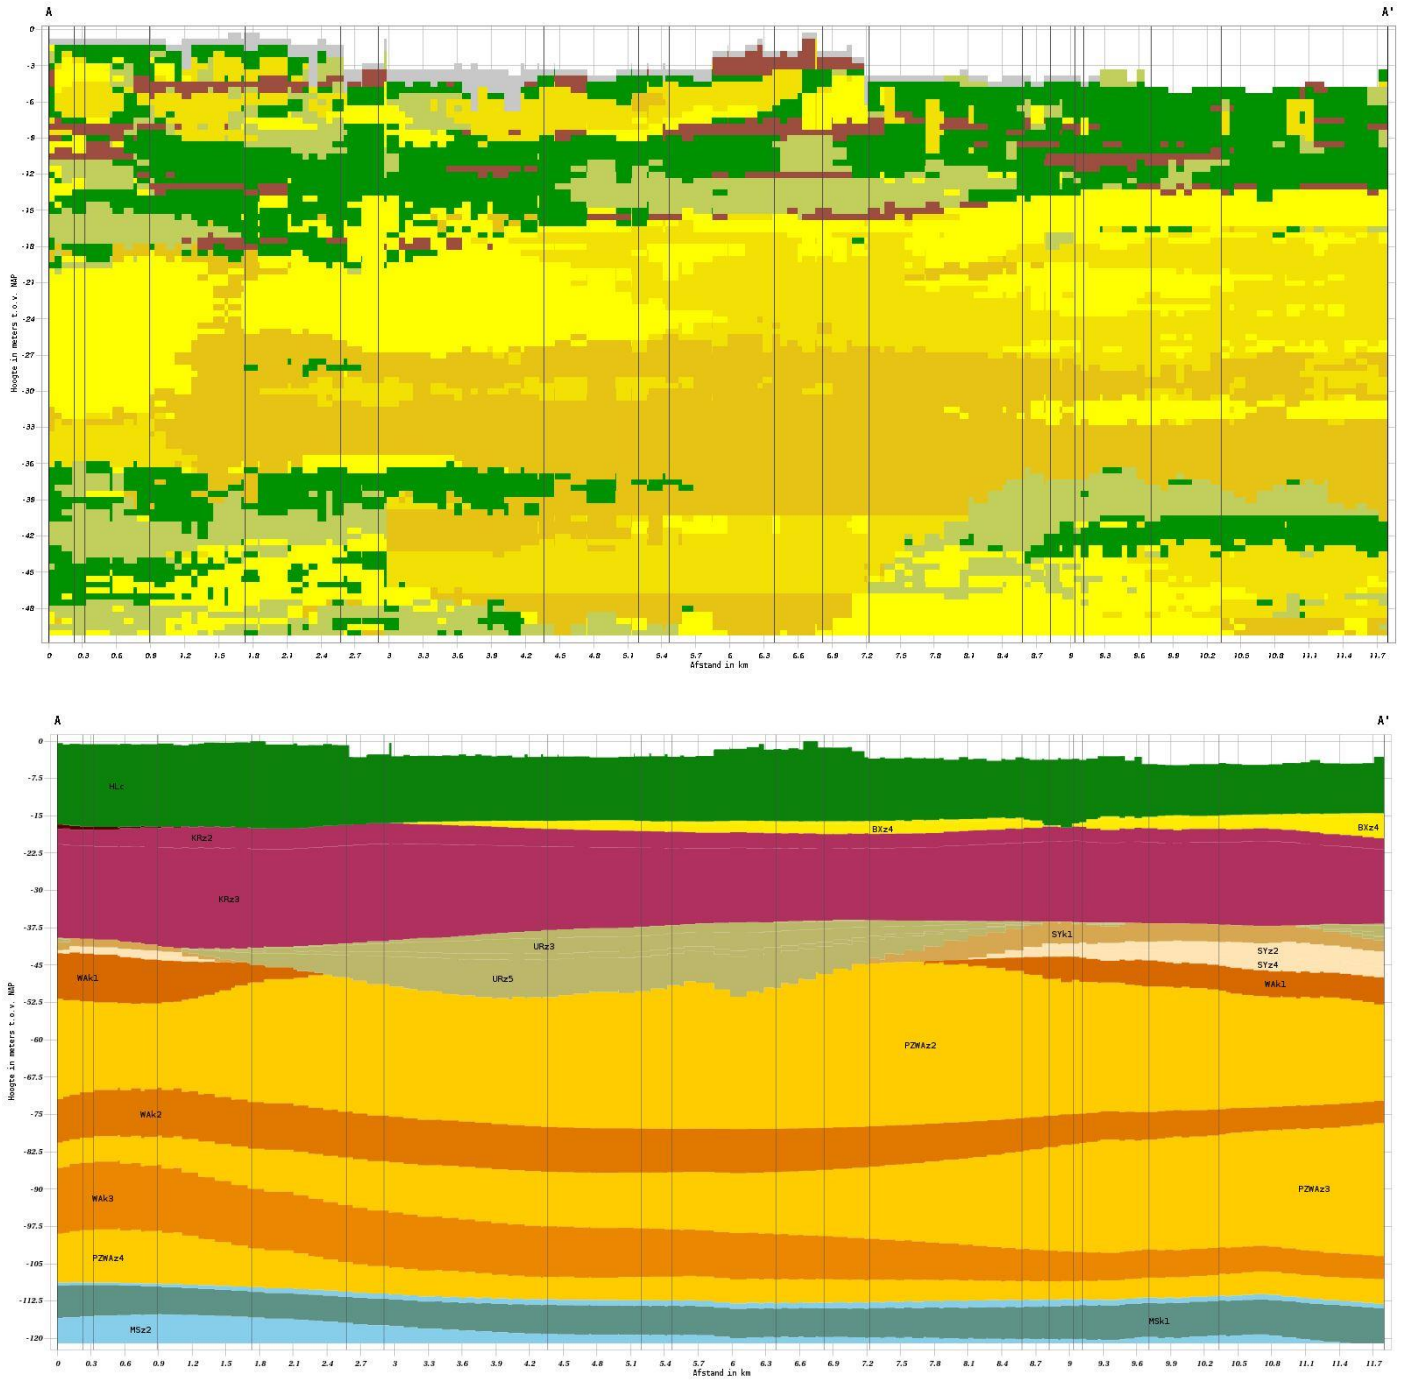 A A'
0
-3
-6
-9
-12
-15
-18
-21
-24
-27
-30
-33
-36
-39
-42
-45
-48
Hoogte in meters t.o.v. NAP
0 0.3 0.6 0.9 1.2 1.5 1.8 2.1 2.4 2.7 3 3.3 3.6 3.9 4.2 4.5 4.8 5.1 5.4 5.7 6 6.3 6.6 6.9 7.2 7.5 7.8 8.1 8.4 8.7 9 9.3 9.6 9.9 10.2 10.5 10.8 11.1 11.4 11.7
Afstand in km
A A'
0
-7.5
-15
-22.5
-30
-37.5
-45
-52.5
-60
-67.5
-75
-82.5
-90
-97.5
-105
-112.5
-120
Hoogte in meters t.o.v. NAP
HLc
BXz4 BXz4
KRz2
KRz3
SYk1
URz3
SYz2
SYz4
WAk1 URz5
WAk1
PZWAz2
WAk2
PZWAz3
WAk3
PZWAz4
MSk1
MSz2
0 0.3 0.6 0.9 1.2 1.5 1.8 2.1 2.4 2.7 3 3.3 3.6 3.9 4.2 4.5 4.8 5.1 5.4 5.7 6 6.3 6.6 6.9 7.2 7.5 7.8 8.1 8.4 8.7 9 9.3 9.6 9.9 10.2 10.5 10.8 11.1 11.4 11.7
Afstand in km